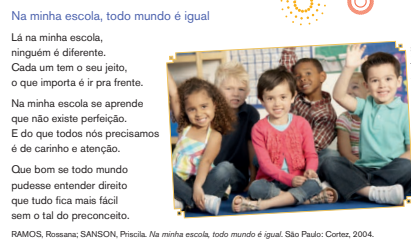 Na minha escola, todo mundo é igual
Lá na minha escola,
ninguém é diferente.
Cada um tem o seu jeito,
o que importa é ir pra frente.
Na minha escola se aprende
que não existe perfeição.
E do que todos nós precisamos
é de carinho e atenção.
Que bom se todo mundo
pudesse entender direito
que tudo fica mais fácil
sem o tal do preconceito.
RAMOS, Rossana; SANSON, Priscila. Na minha escola, todo mundo é igual. São Paulo: Cortez, 2004.